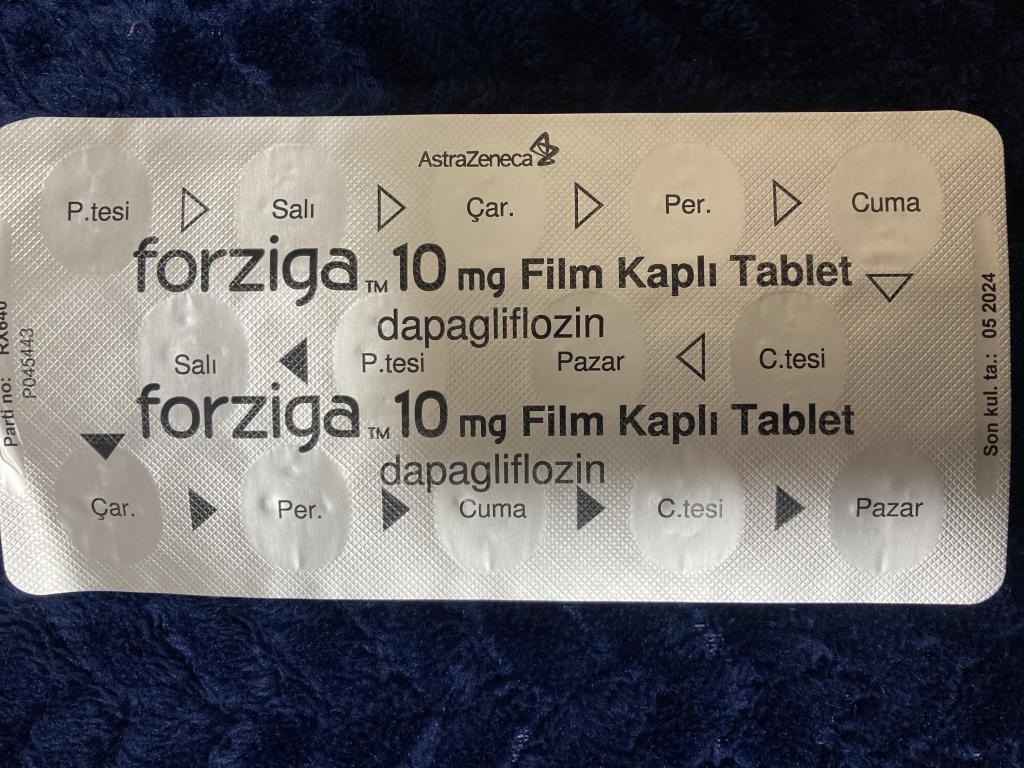 AstraZeneca
P.tesi Salı Çar. Per. Cuma
forziga™ 10 mg Film Kaplı Tablet
dapagliflozin
Salı P.tesi Pazar C.tesi
forziga™ 10 mg Film Kaplı Tablet
dapagliflozin
Çar. Per. Cuma C.tesi Pazar
Parti no: RX640
P045443
Son kul. ta.: 05 2024